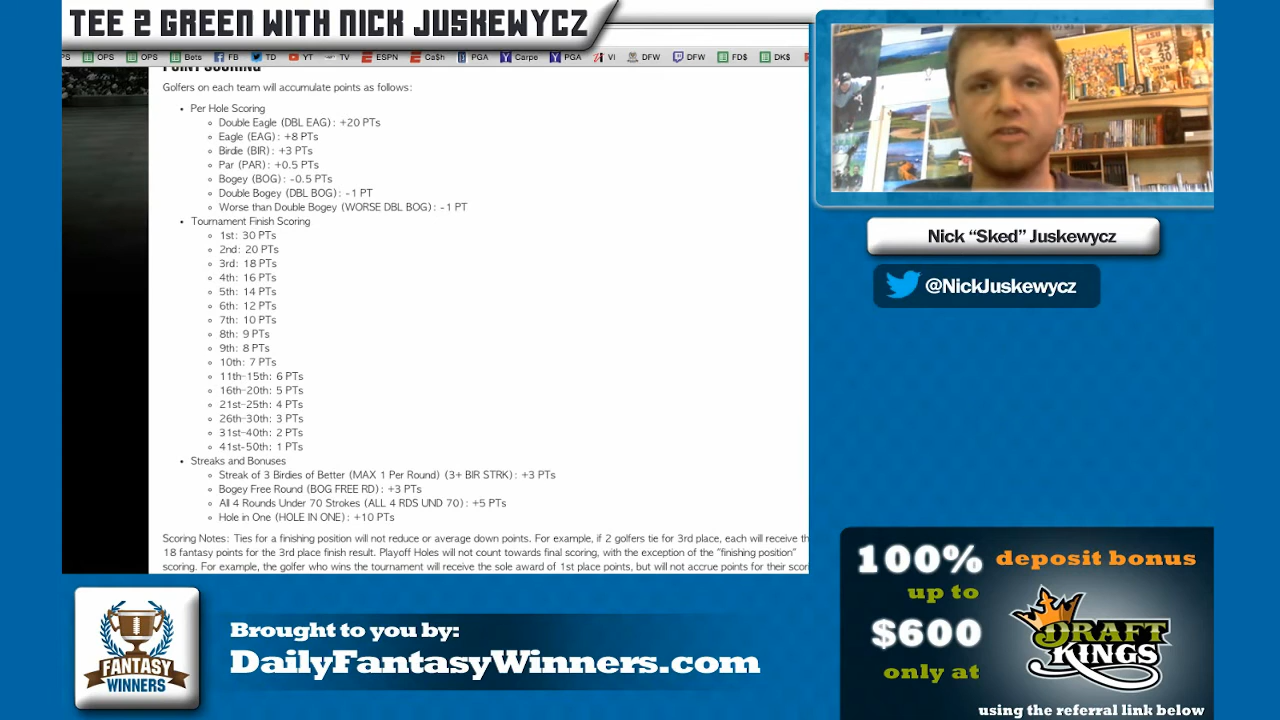 TEE 2 GREEN WITH NICK JUSKEWYCZ
OPS OPS Bets FB TD YT TV ESPN Ca$h PGA Carpe PGA VI DFW DFW FD$ DK$
POINT SCORING
Golfers on each team will accumulate points as follows:
Per Hole Scoring
Double Eagle (DBL EAG): +20 PTs
Eagle (EAG): +8 PTs
Birdie (BIR): +3 PTs
Par (PAR): +0.5 PTs
Bogey (BOG): -0.5 PTs
Double Bogey (DBL BOG): -1 PT
Worse than Double Bogey (WORSE DBL BOG): -1 PT
Tournament Finish Scoring
1st: 30 PTs
2nd: 20 PTs
3rd: 18 PTs
4th: 16 PTs
5th: 14 PTs
6th: 12 PTs
7th: 10 PTs
8th: 9 PTs
9th: 8 PTs
10th: 7 PTs
11th-15th: 6 PTs
16th-20th: 5 PTs
21st-25th: 4 PTs
26th-30th: 3 PTs
31st-40th: 2 PTs
41st-50th: 1 PTs
Streaks and Bonuses
Streak of 3 Birdies of Better (MAX 1 Per Round) (3+ BIR STRK): +3 PTs
Bogey Free Round (BOG FREE RD): +3 PTs
All 4 Rounds Under 70 Strokes (ALL 4 RDS UND 70): +5 PTs
Hole in One (HOLE IN ONE): +10 PTs
Scoring Notes: Ties for a finishing position will not reduce or average down points. For example, if 2 golfers tie for 3rd place, each will receive th
18 fantasy points for the 3rd place finish result. Playoff Holes will not count towards final scoring, with the exception of the "finishing position"
scoring. For example, the golfer who wins the tournament will receive the sole award of 1st place points, but will not accrue points for their scori
Nick "Sked" Juskewycz
@NickJuskewycz
FANTASY
WINNERS
Brought to you by:
DailyFantasyWinners.com
100% deposit bonus
up to
$600
only at
DRAFT
KINGS
using the referral link below